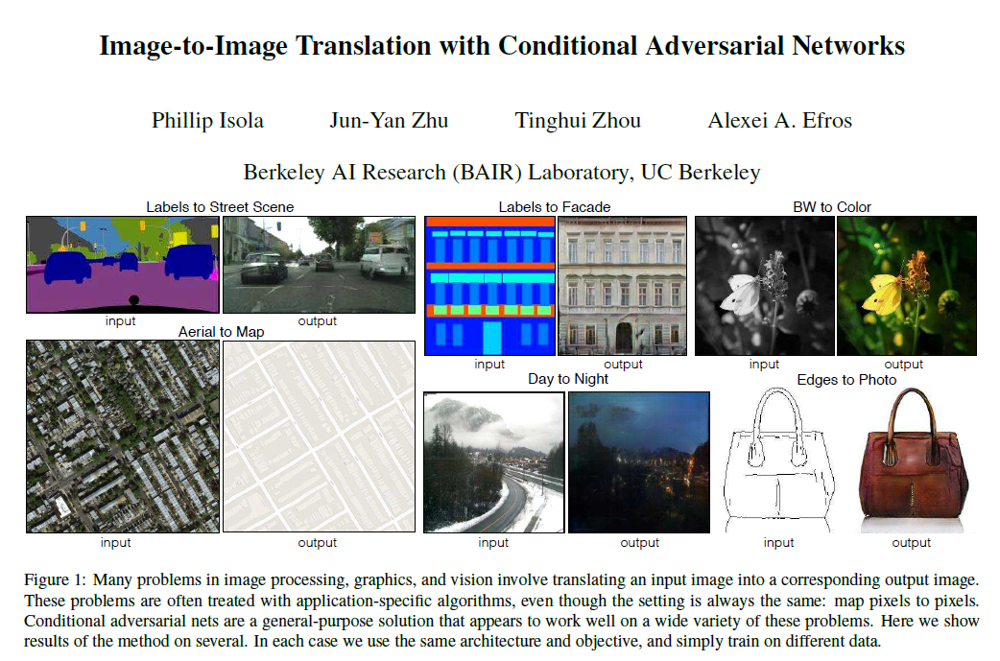 Image-to-Image Translation with Conditional Adversarial Networks
Phillip Isola Jun-Yan Zhu Tinghui Zhou Alexei A. Efros
Berkeley AI Research (BAIR) Laboratory, UC Berkeley
Labels to Street Scene
input output
Aerial to Map
input output
Labels to Facade
input output
BW to Color
input output
Day to Night
input output
Edges to Photo
input output
Figure 1: Many problems in image processing, graphics, and vision involve translating an input image into a corresponding output image.
These problems are often treated with application-specific algorithms, even though the setting is always the same: map pixels to pixels.
Conditional adversarial nets are a general-purpose solution that appears to work well on a wide variety of these problems. Here we show
results of the method on several. In each case we use the same architecture and objective, and simply train on different data.